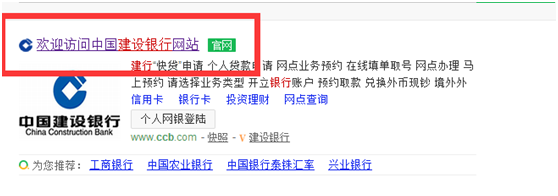 欢迎访问中国建设银行网站 官网
建行"快贷"申请 个人贷款申请 网点业务预约 在线填单取号 网点办理 马
上预约 请选择业务类型 开立银行账户 预约取款 兑换外币现钞 境外外
信用卡 银行卡 投资理财 网点查询
中国建设银行
China Construction Bank
个人网银登陆
www.ccb.com - 快照 - V 建设银行
为您推荐： 工商银行 中国农业银行 中国银行泰铢汇率 兴业银行